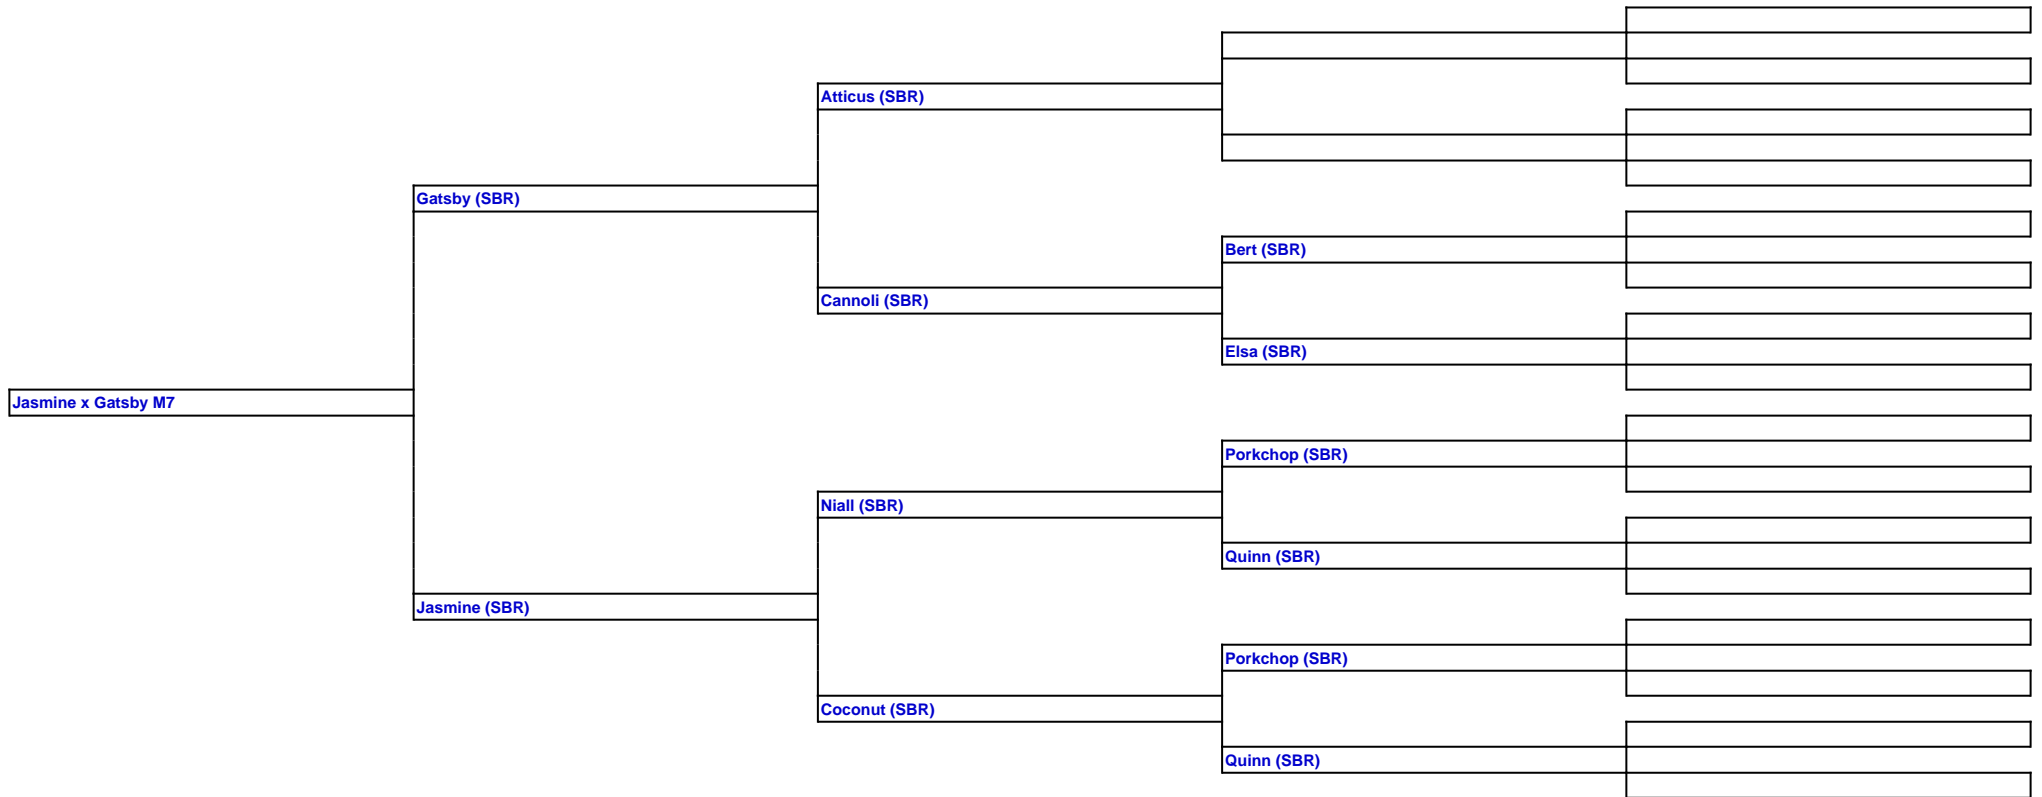 Atticus (SBR)
Gatsby (SBR)
Bert (SBR)
Cannoli (SBR)
Elsa (SBR)
Jasmine x Gatsby M7
Porkchop (SBR)
Niall (SBR)
Quinn (SBR)
Jasmine (SBR)
Porkchop (SBR)
Coconut (SBR)
Quinn (SBR)